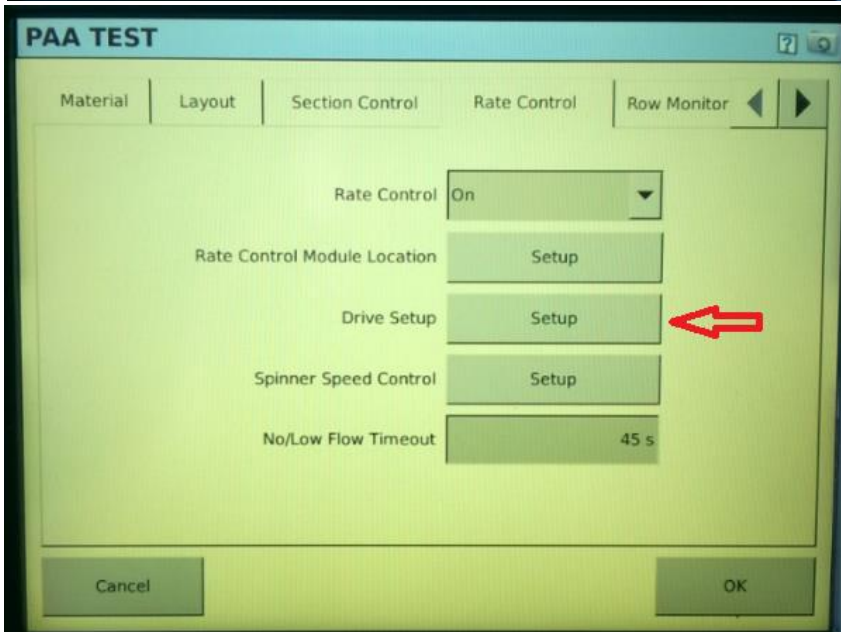 PAA TEST
?
Material Layout Section Control Rate Control Row Monitor
Rate Control On
Rate Control Module Location Setup
Drive Setup Setup
Spinner Speed Control Setup
No/Low Flow Timeout 45 s
Cancel OK